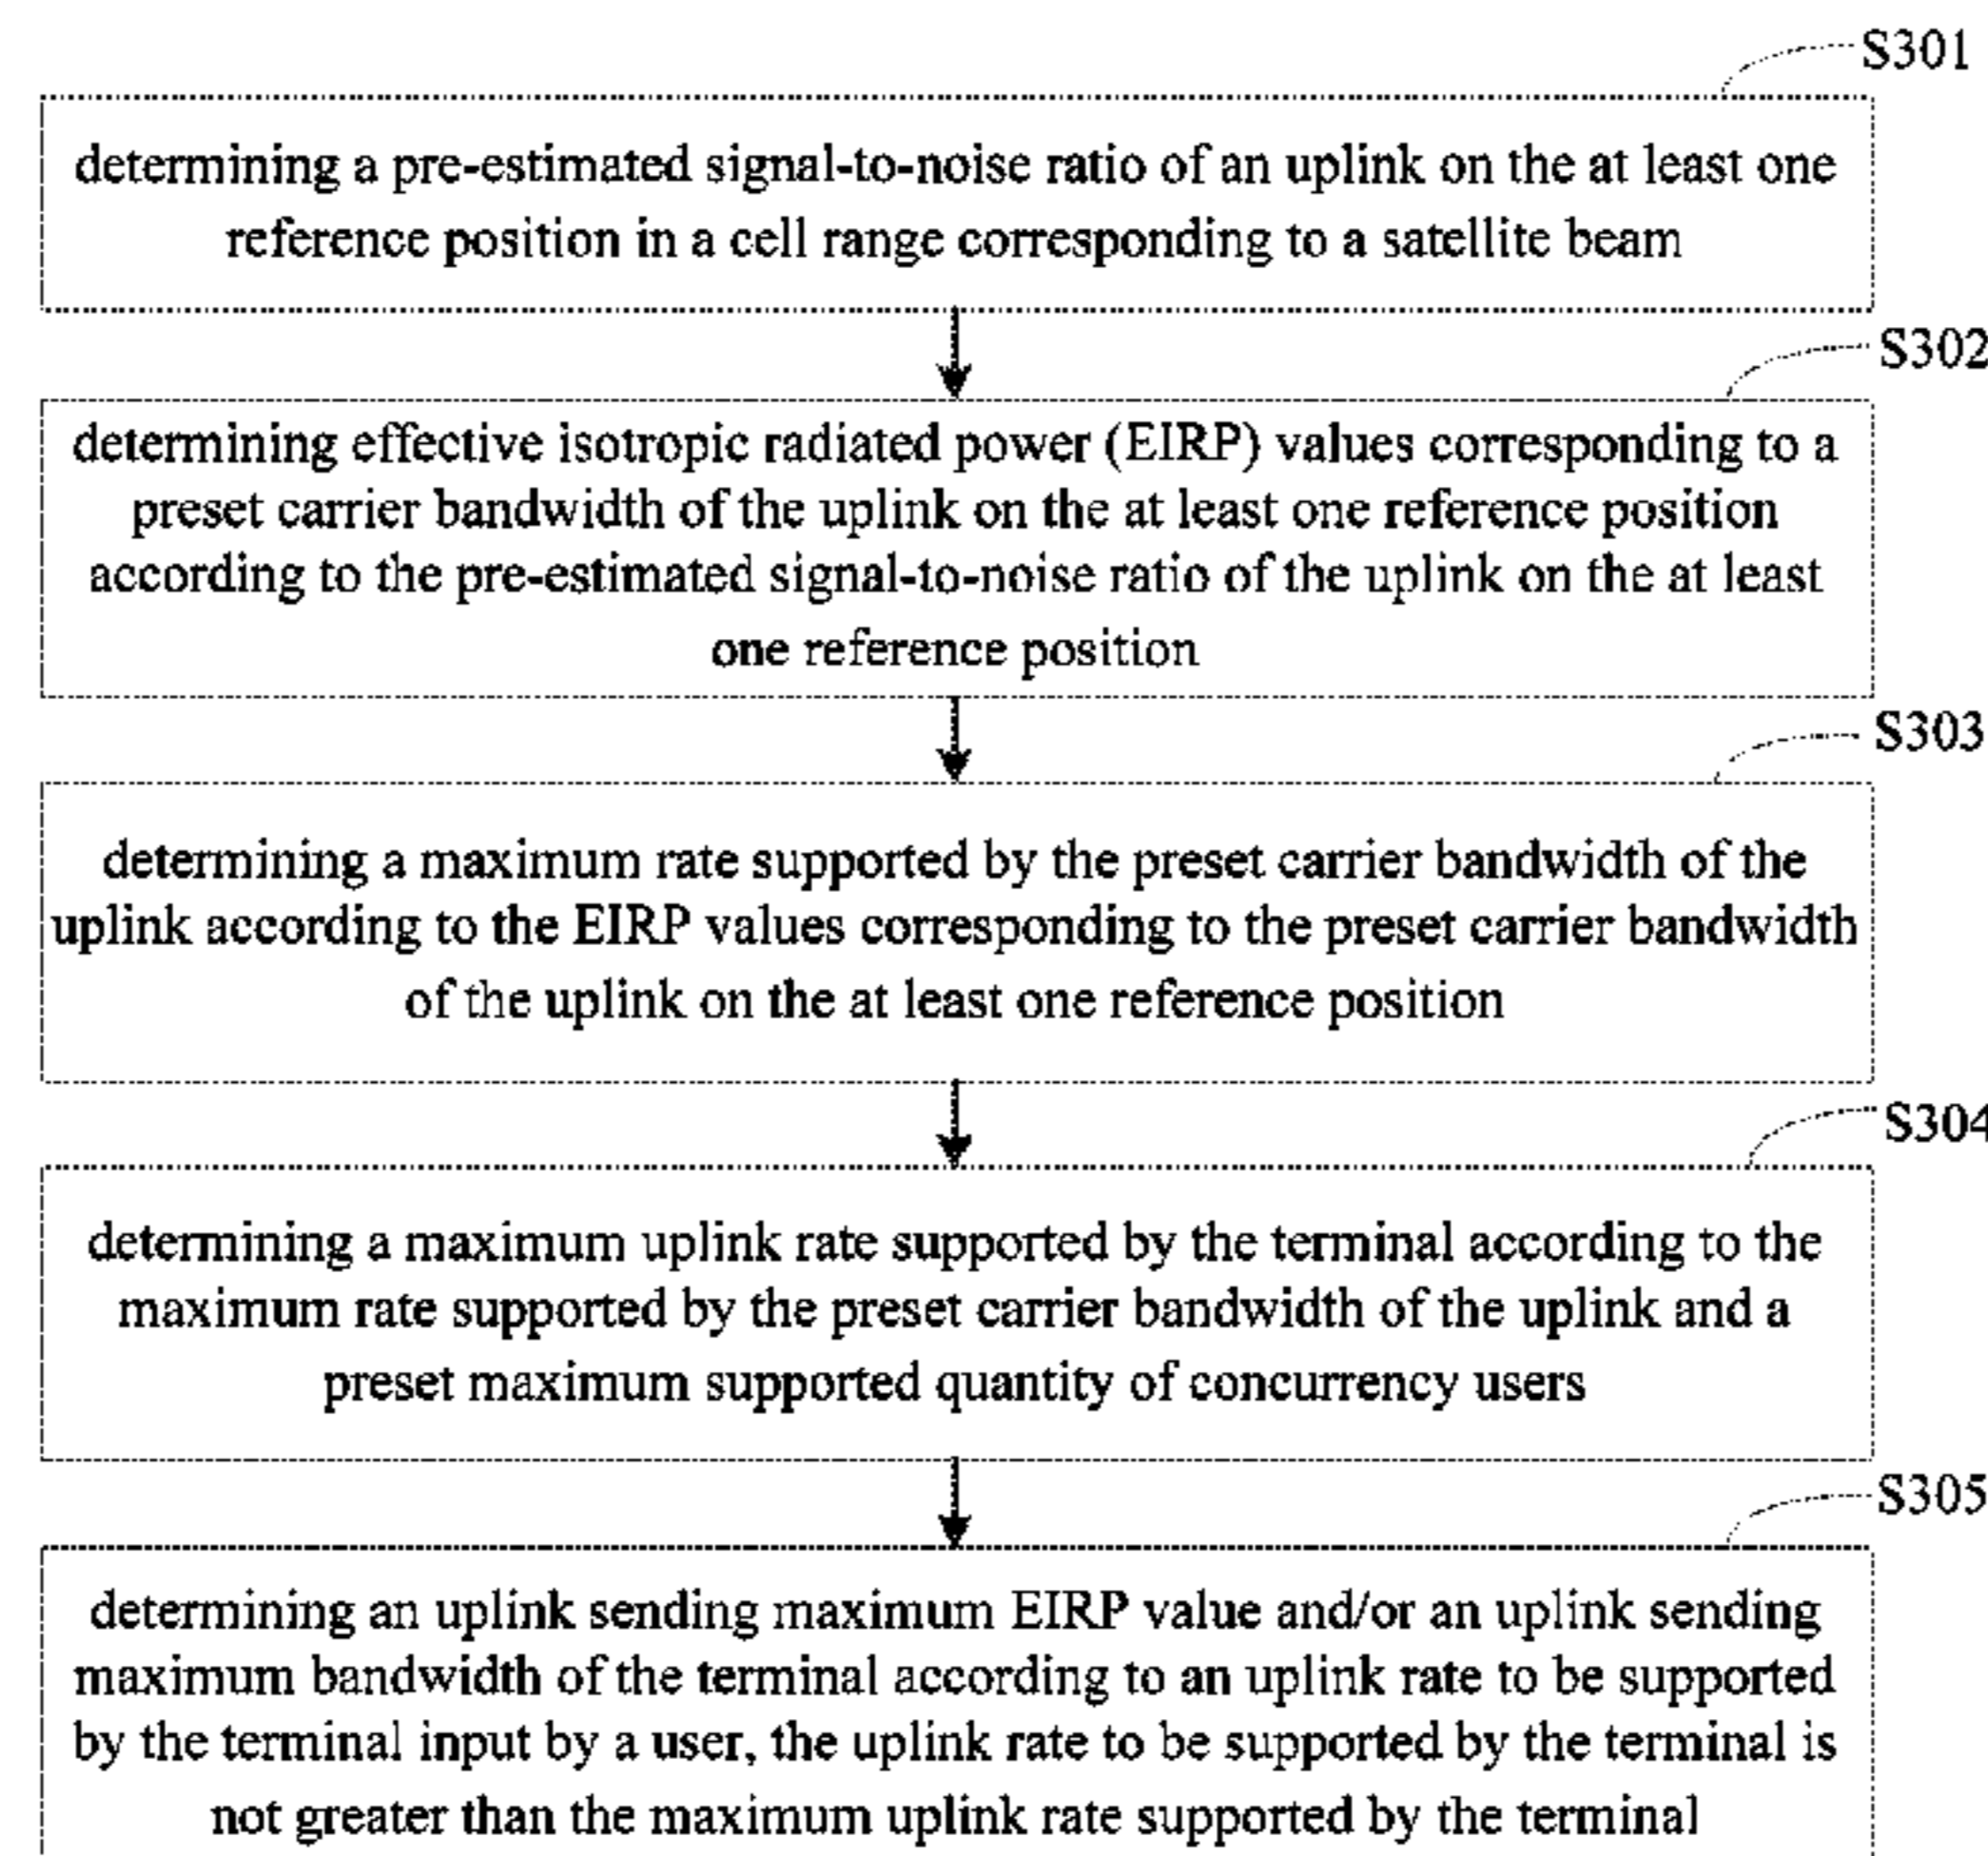 S301
determining a pre-estimated signal-to-noise ratio of an uplink on the at least one
reference position in a cell range corresponding to a satellite beam
S302
determining effective isotropic radiated power (EIRP) values corresponding to a
preset carrier bandwidth of the uplink on the at least one reference position
according to the pre-estimated signal-to-noise ratio of the uplink on the at least
one reference position
S303
determining a maximum rate supported by the preset carrier bandwidth of the
uplink according to the EIRP values corresponding to the preset carrier bandwidth
of the uplink on the at least one reference position
S304
determining a maximum uplink rate supported by the terminal according to the
maximum rate supported by the preset carrier bandwidth of the uplink and a
preset maximum supported quantity of concurrency users
S305
determining an uplink sending maximum EIRP value and/or an uplink sending
maximum bandwidth of the terminal according to an uplink rate to be supported
by the terminal input by a user, the uplink rate to be supported by the terminal is
not greater than the maximum uplink rate supported by the terminal